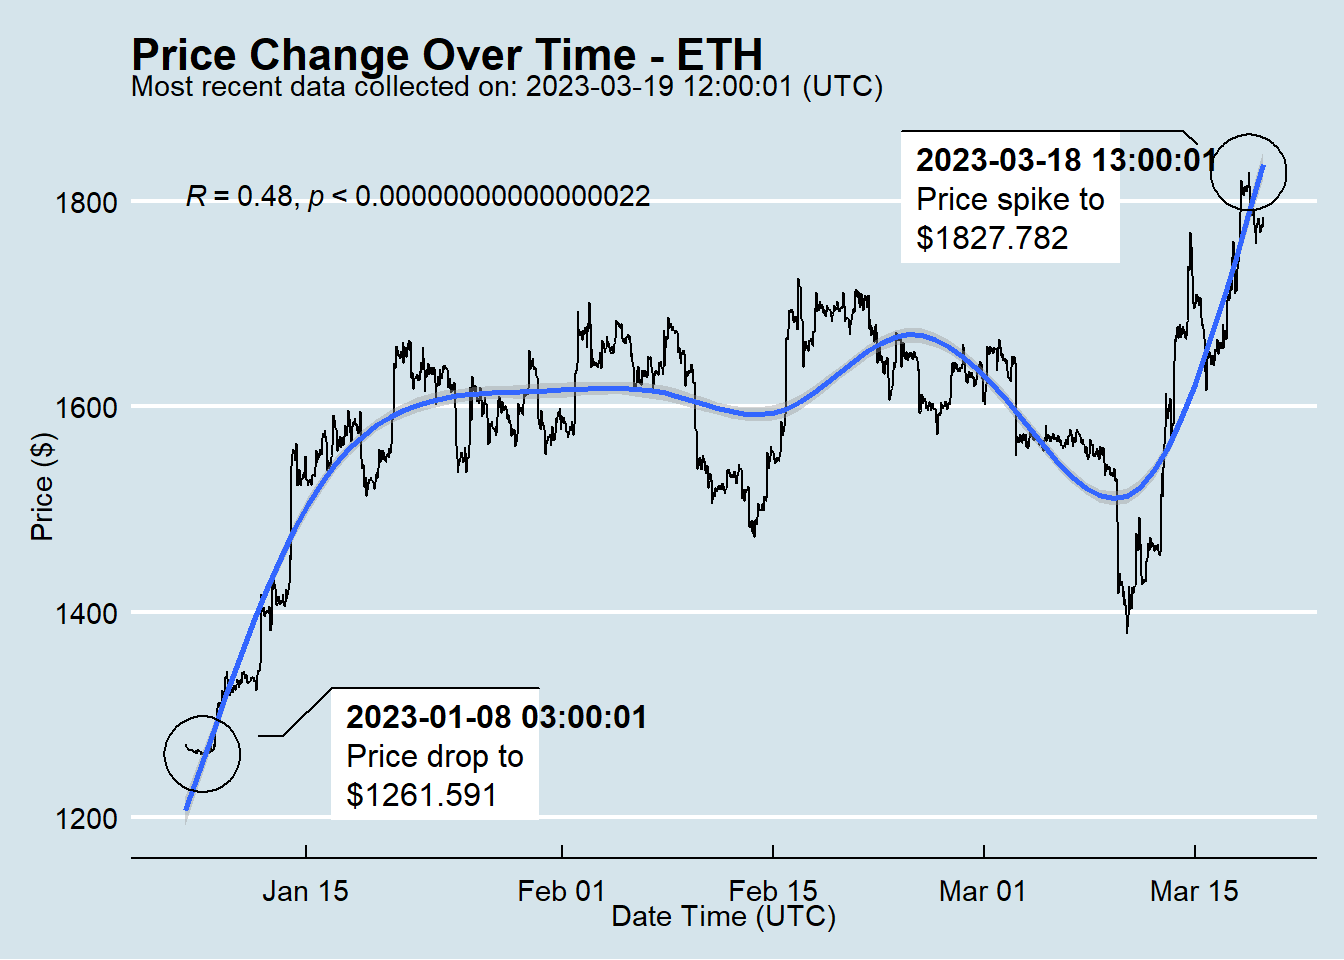 Price Change Over Time - ETH
Most recent data collected on: 2023-03-19 12:00:01 (UTC)
2023-03-18 13:00:01
Price spike to
$1827.782
R = 0.48, p < 0.00000000000000022
1800
1600
1400
1200
Price ($)
2023-01-08 03:00:01
Price drop to
$1261.591
Jan 15
Feb 01
Feb 15
Mar 01
Mar 15
Date Time (UTC)